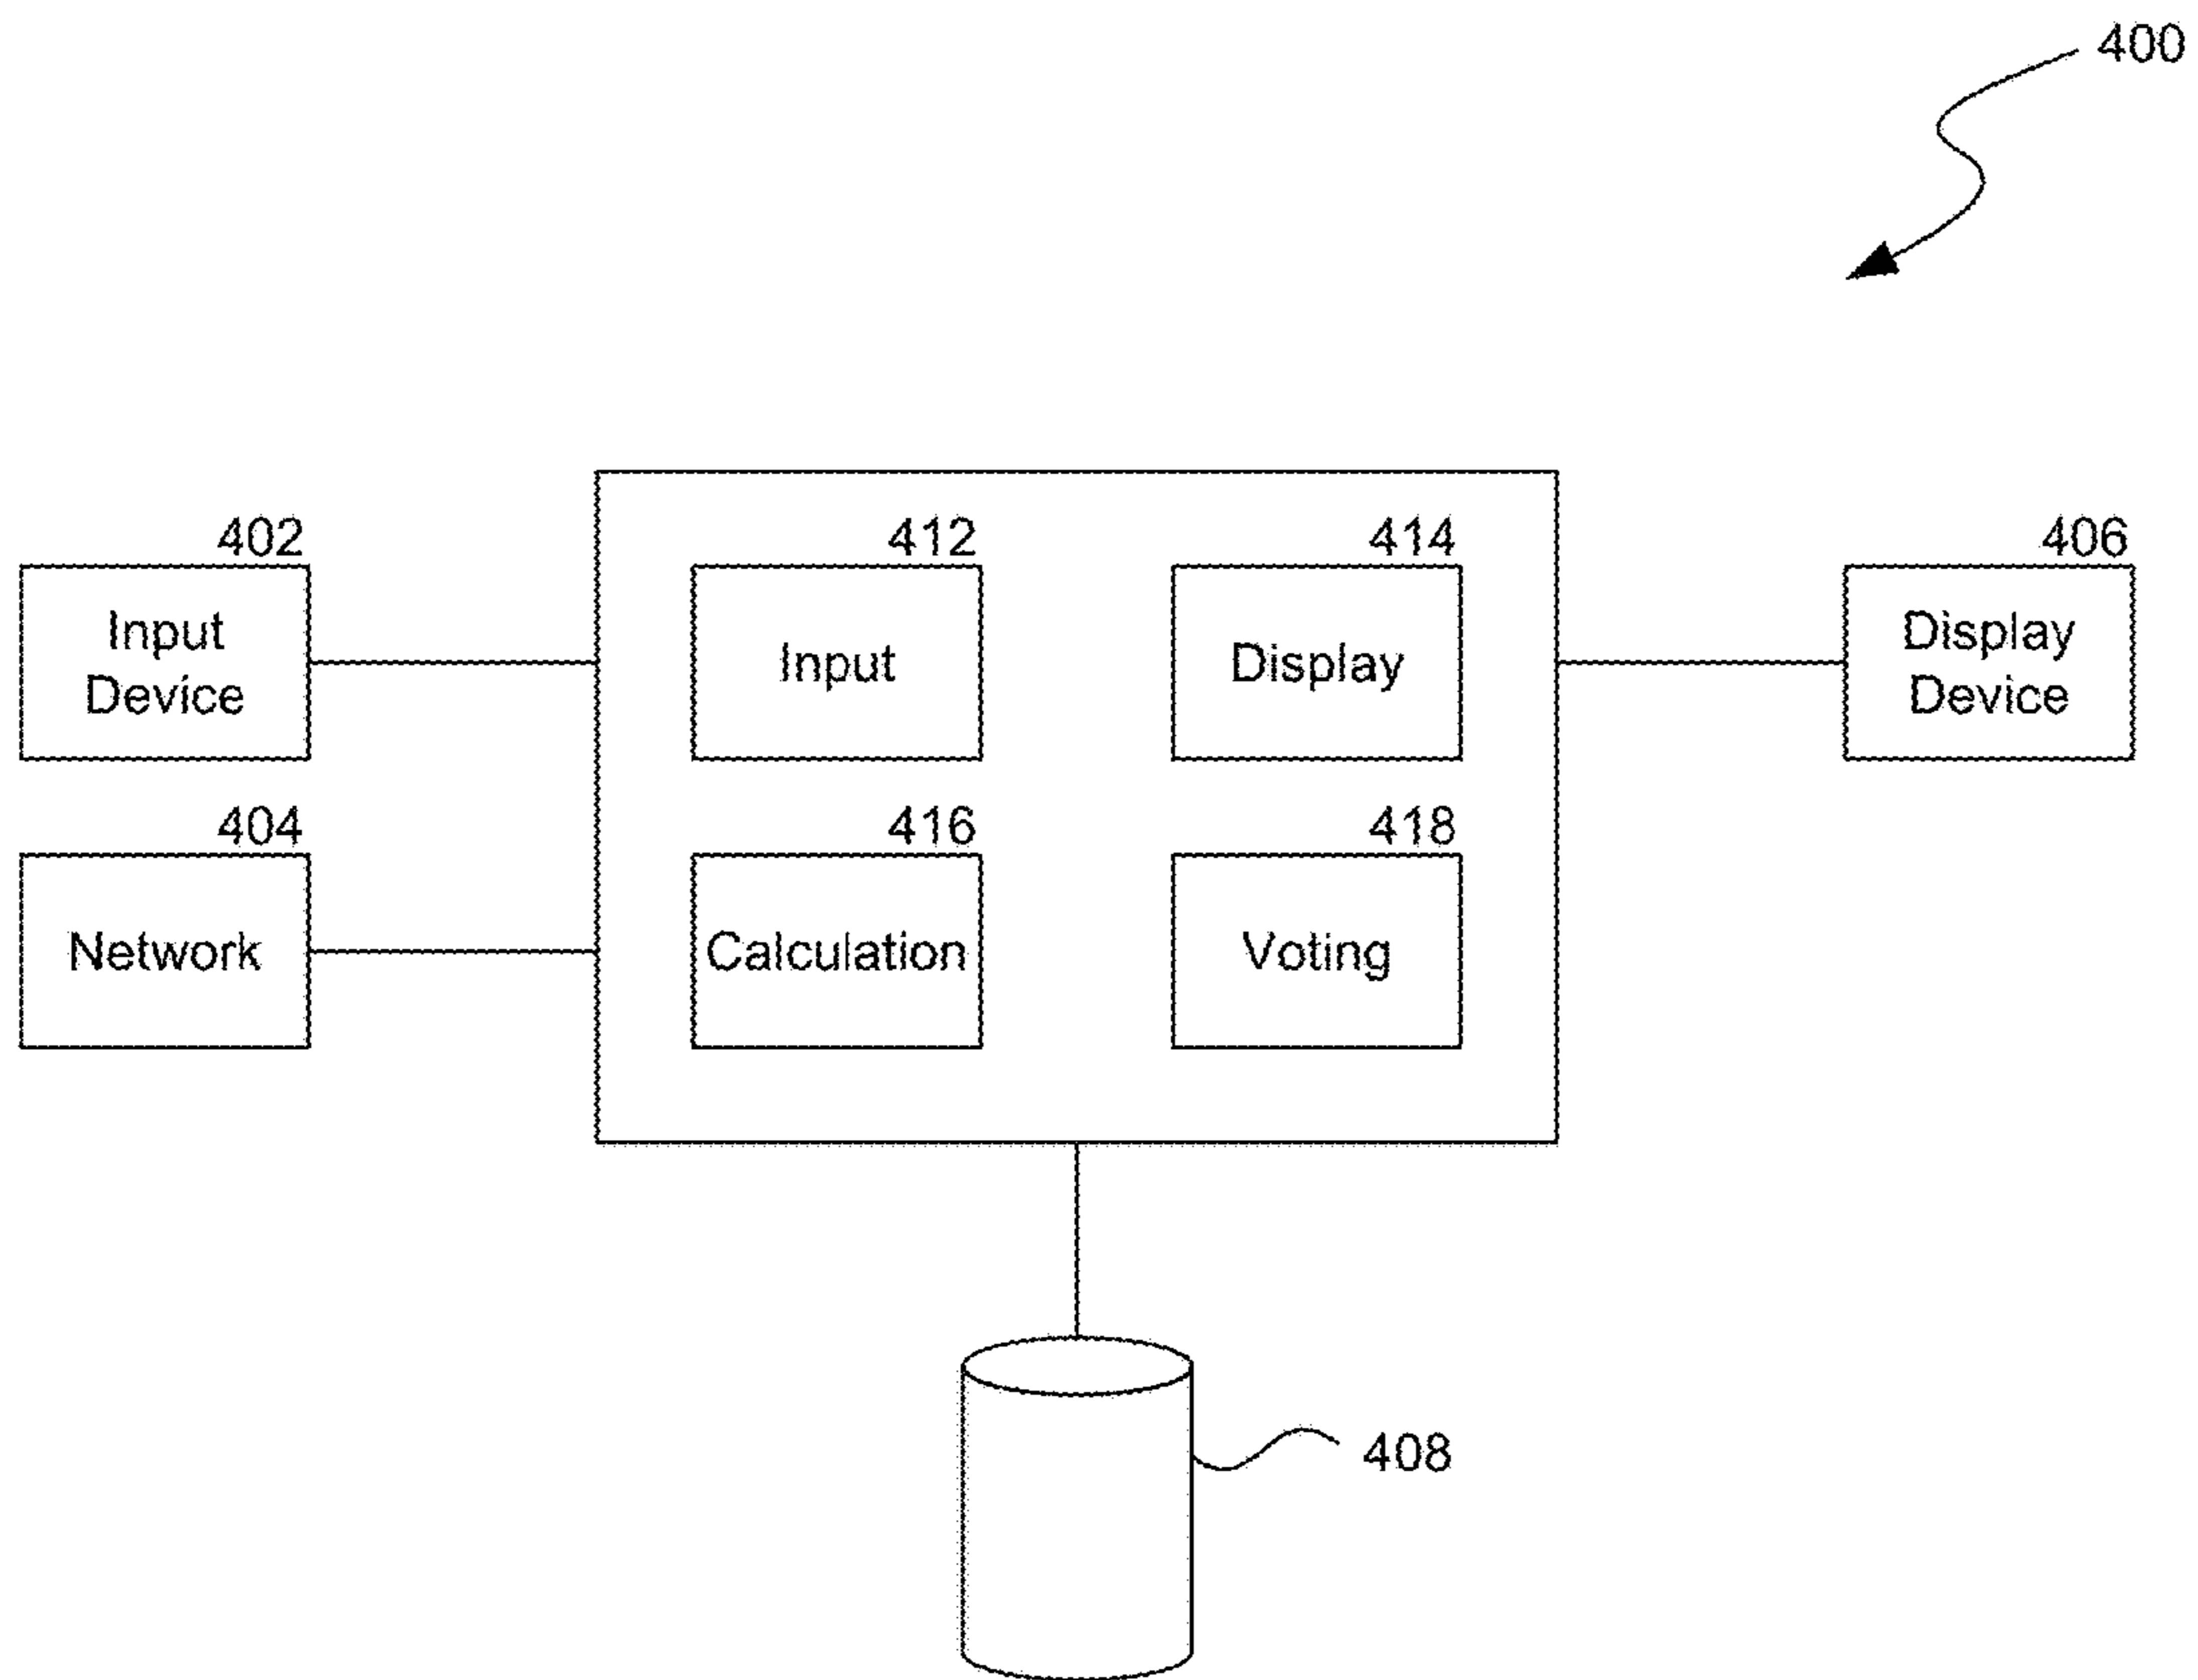 400
402
412
414
406
Input
Device
Input
Display
Display
Device
404
416
418
Network
Calculation
Voting
408